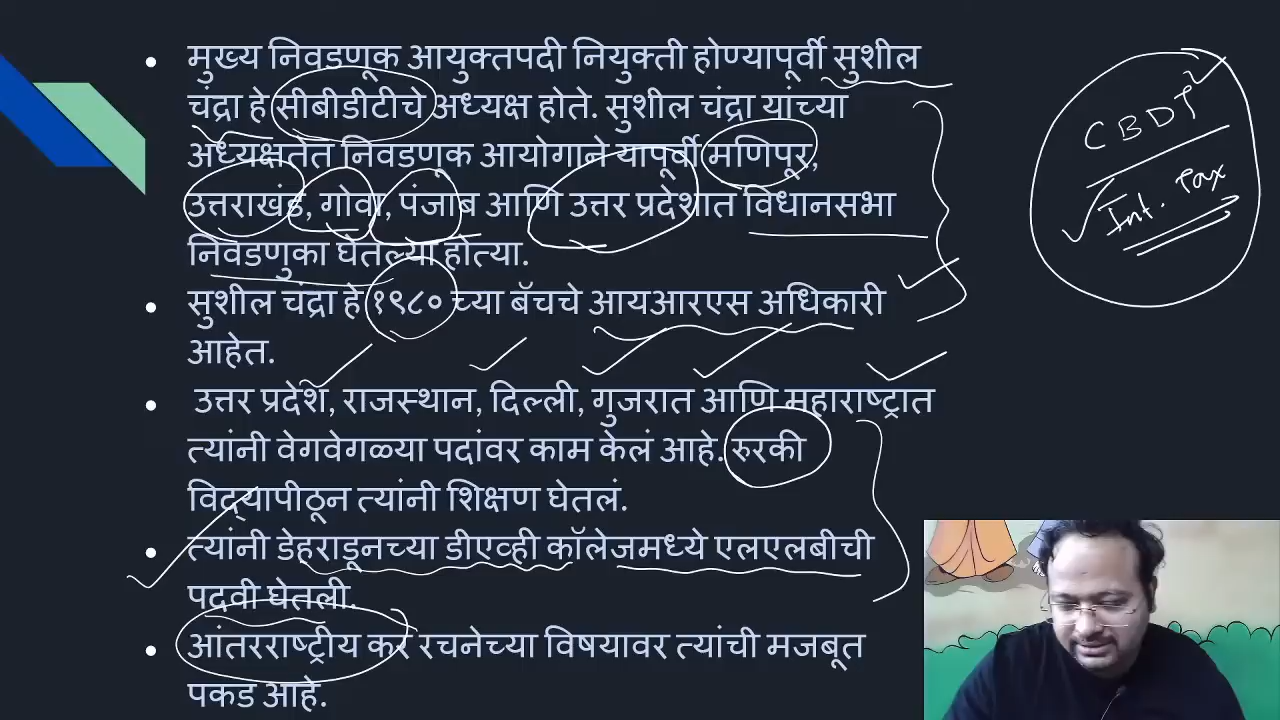 मुख्य निवडणूक आयुक्तपदी नियुक्ती होण्यापूर्वी सुशील
चंद्रा हे सीबीडीटीचे अध्यक्ष होते. सुशील चंद्रा यांच्या
अध्यक्षतेत निवडणूक आयोगाने यापूर्वी मणिपूर,
उत्तराखंड, गोवा, पंजाब आणि उत्तर प्रदेशात विधानसभा
निवडणुका घेतल्या होत्या.
सुशील चंद्रा हे १९८० च्या बॅचचे आयआरएस अधिकारी
आहेत.
उत्तर प्रदेश, राजस्थान, दिल्ली, गुजरात आणि महाराष्ट्रात
त्यांनी वेगवेगळ्या पदांवर काम केलं आहे. रुरकी
विद्यापीठून त्यांनी शिक्षण घेतलं.
त्यांनी डेहराडूनच्या डीएव्ही कॉलेजमध्ये एलएलबीची
पदवी घेतली.
आंतरराष्ट्रीय कर रचनेच्या विषयावर त्यांची मजबूत
पकड आहे.
CBDT
Int. Tax